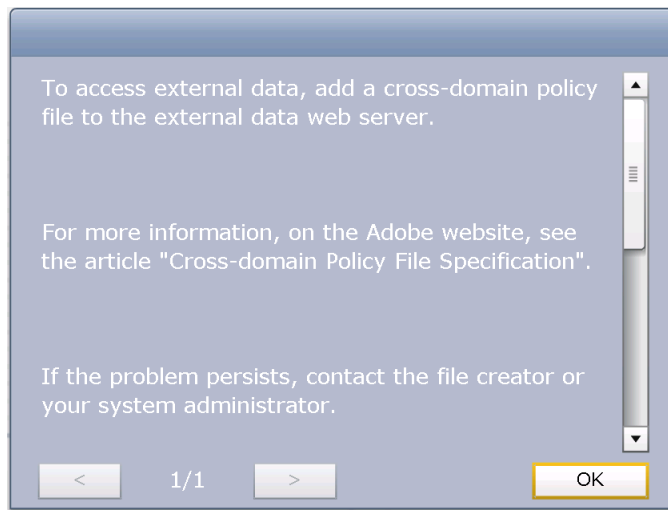 To access external data, add a cross-domain policy
file to the external data web server.
For more information, on the Adobe website, see
the article "Cross-domain Policy File Specification".
If the problem persists, contact the file creator or
your system administrator.
< 1/1 > OK